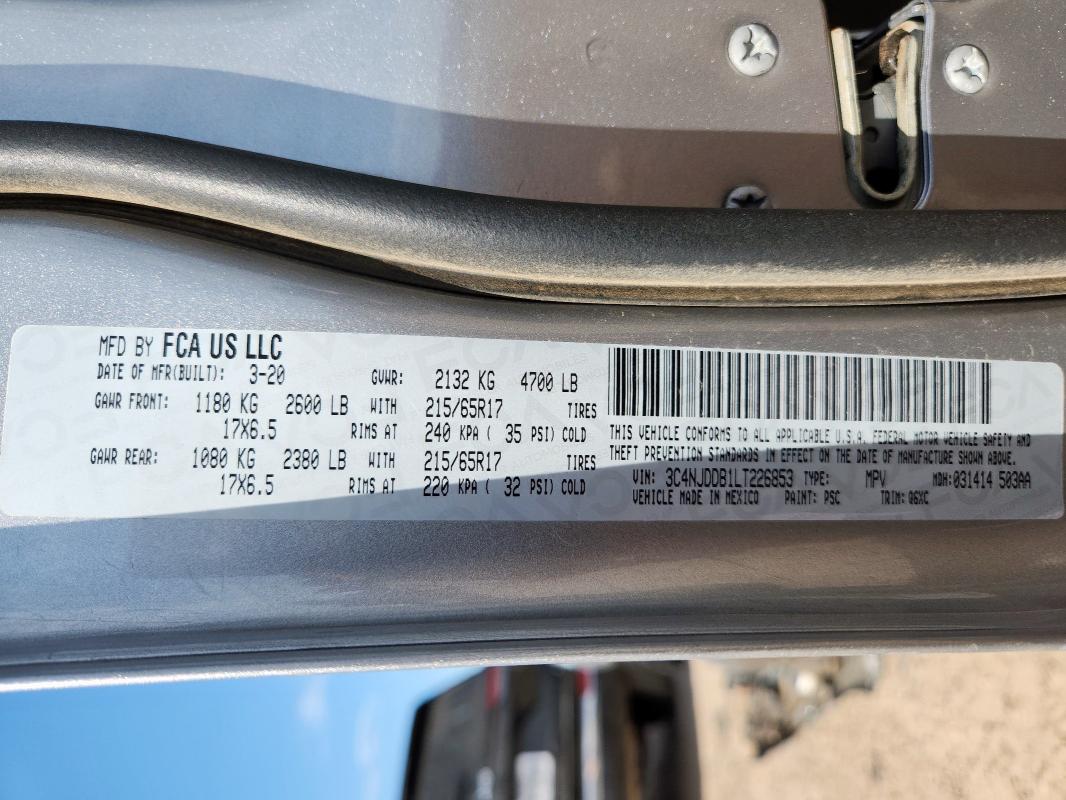 MFD BY FCA US LLC
DATE OF MFR(BUILT): 3-20 GVWR: 2132 KG 4700 LB
GAWR FRONT: 1180 KG 2600 LB WITH 215/65R17 TIRES
17X6.5 RIMS AT 240 KPA ( 35 PSI) COLD
GAWR REAR: 1080 KG 2380 LB WITH 215/65R17 TIRES
17X6.5 RIMS AT 220 KPA ( 32 PSI) COLD
THIS VEHICLE CONFORMS TO ALL APPLICABLE U.S.A. FEDERAL MOTOR VEHICLE SAFETY AND
THEFT PREVENTION STANDARDS IN EFFECT ON THE DATE OF MANUFACTURE SHOWN ABOVE.
VIN: 3C4NJDDB1LT226853 TYPE: MPV MDH:031414 503AA
VEHICLE MADE IN MEXICO PAINT: PSC TRIM: Q6XC